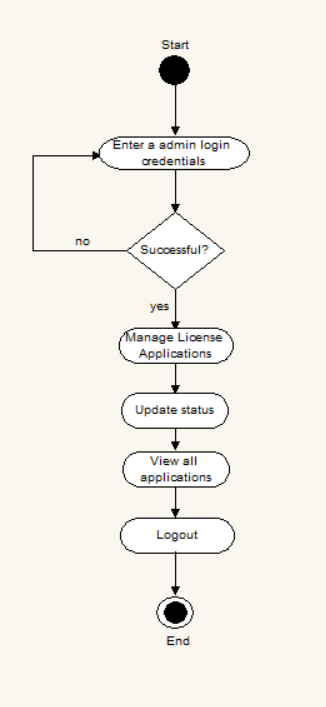 Start
Enter a admin login
credentials
no
Successful?
yes
Manage License
Applications
Update status
View all
applications
Logout
End